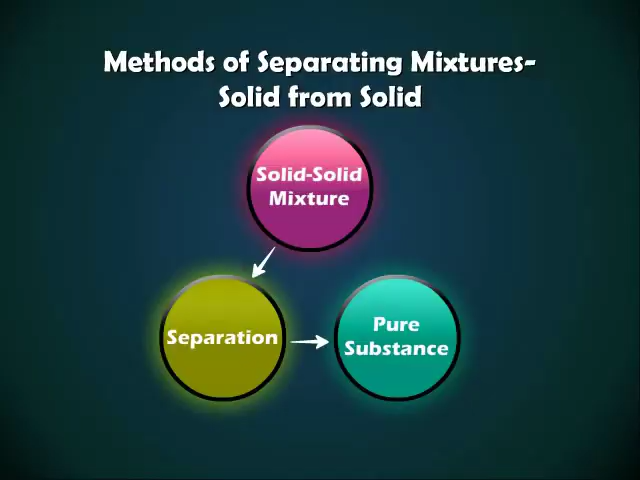 Methods of Separating Mixtures-
Solid from Solid
Solid-Solid
Mixture
Separation
Pure
Substance